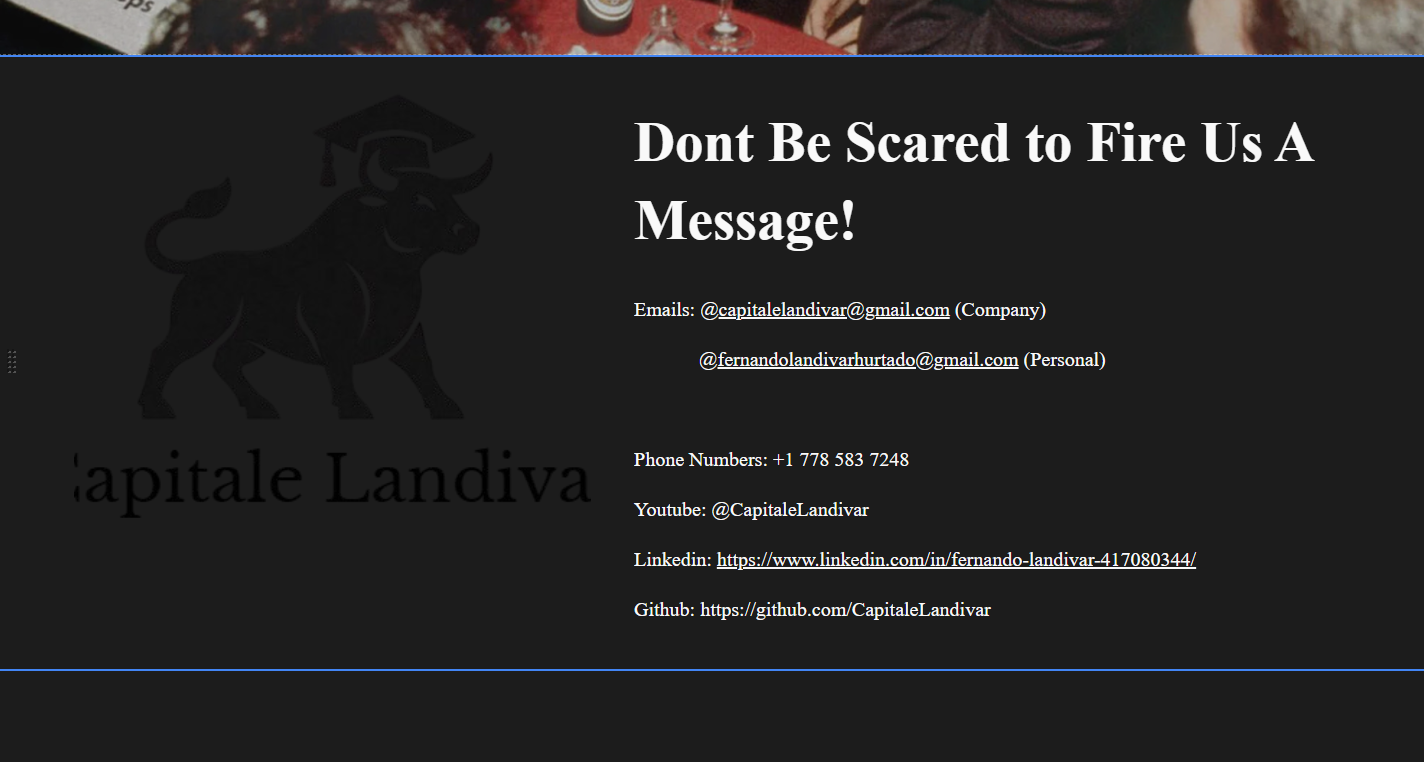 ps
Dont Be Scared to Fire Us A
Message!
Emails: @capitalelandivar@gmail.com (Company)
@fernandolandivarhurtado@gmail.com (Personal)
apitale Landiva
Phone Numbers: +1 778 583 7248
Youtube: @CapitaleLandivar
Linkedin: https://www.linkedin.com/in/fernando-landivar-417080344/
Github: https://github.com/CapitaleLandivar